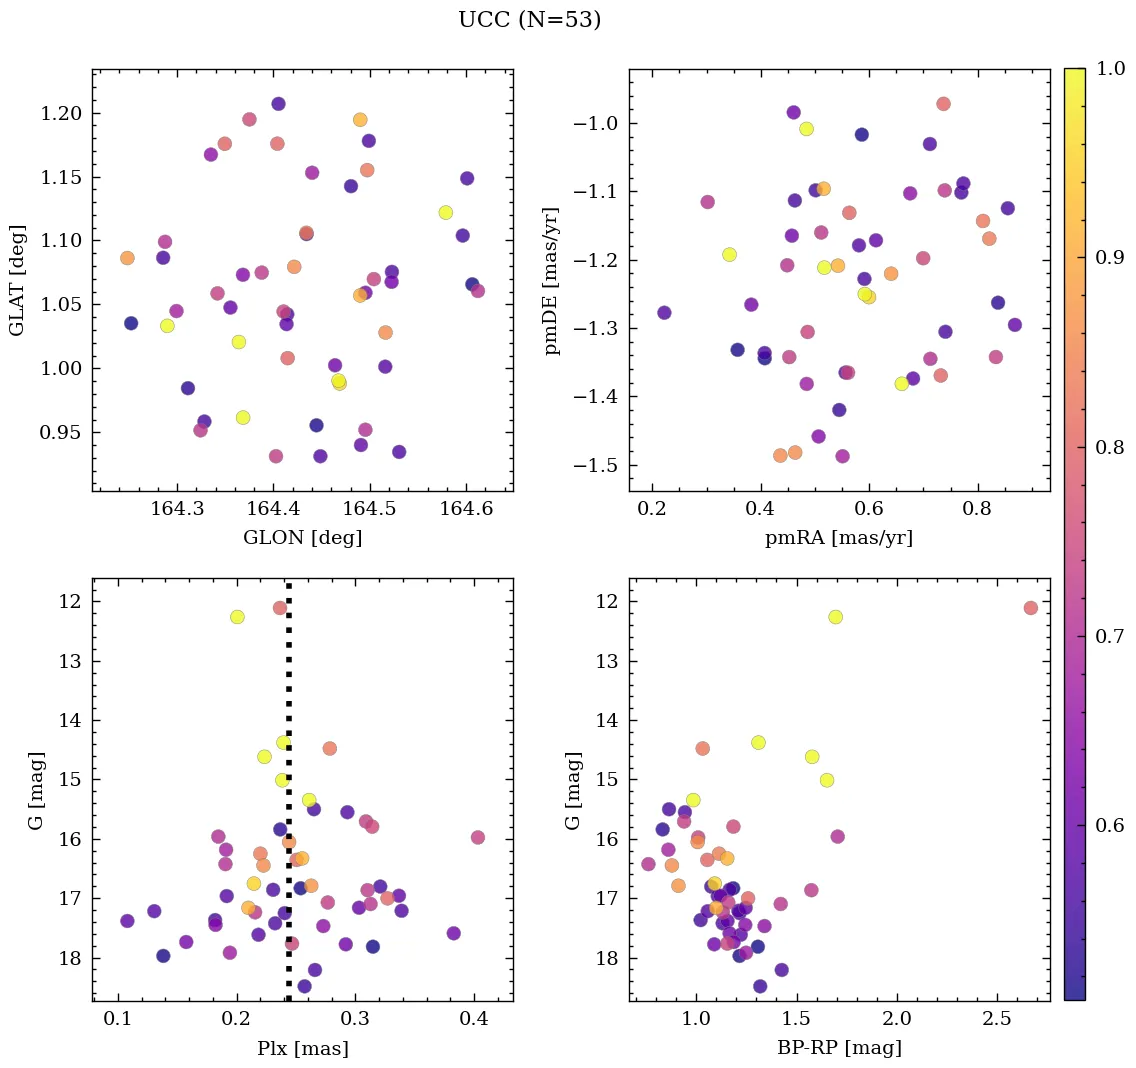 UCC (N=53)
1.20
1.15
1.10
1.05
1.00
0.95
GLAT [deg]
164.3 164.4 164.5 164.6
GLON [deg]
−1.0
−1.1
−1.2
−1.3
−1.4
−1.5
pmDE [mas/yr]
0.2 0.4 0.6 0.8
pmRA [mas/yr]
1.0
0.9
0.8
0.7
0.6
12
13
14
15
16
17
18
G [mag]
0.1 0.2 0.3 0.4
Plx [mas]
12
13
14
15
16
17
18
G [mag]
1.0 1.5 2.0 2.5
BP-RP [mag]